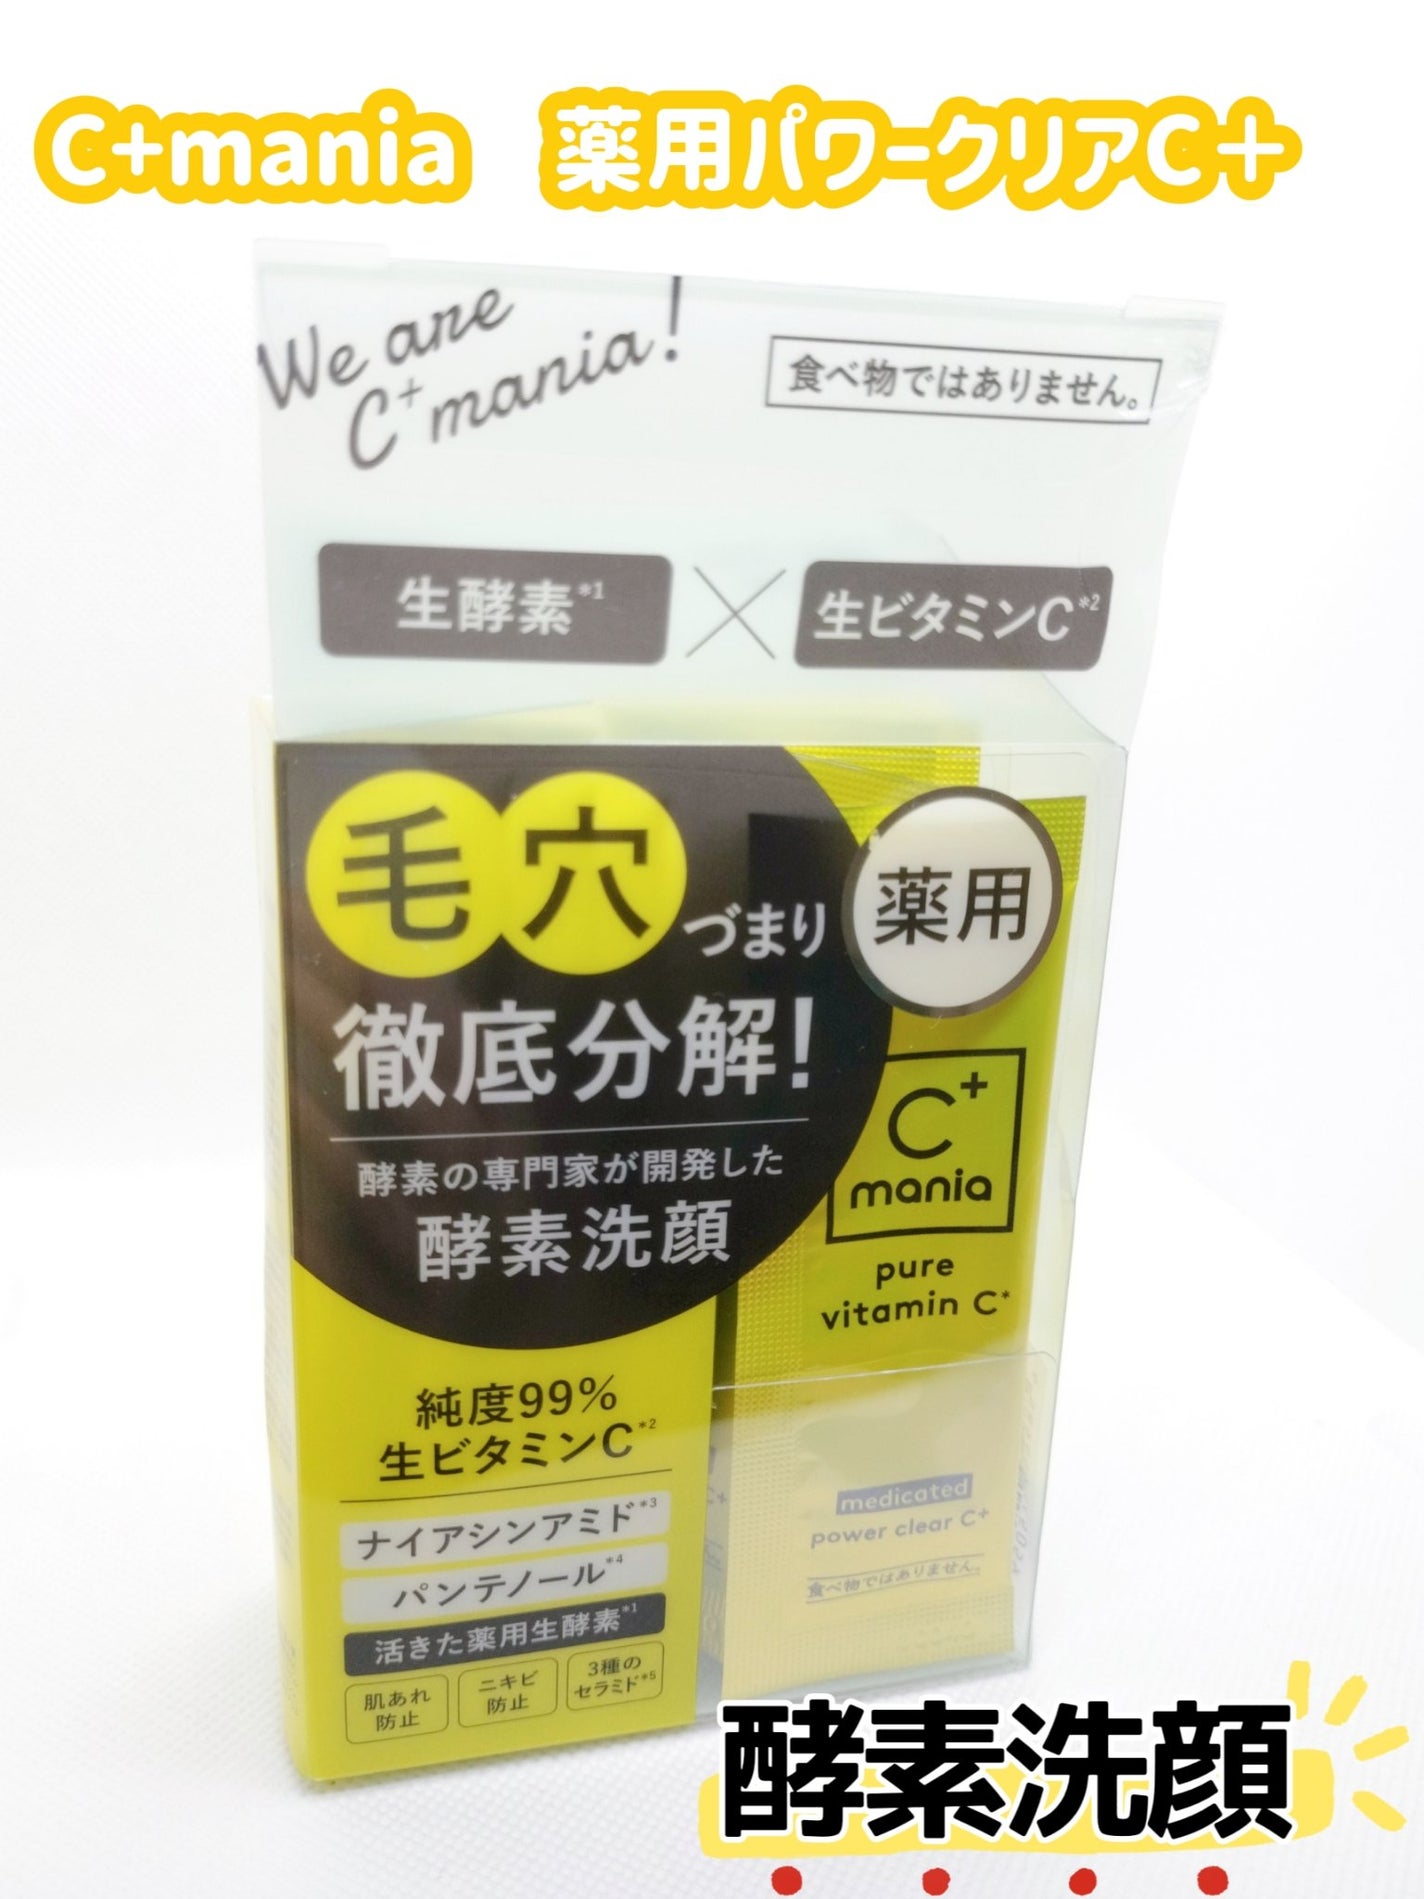 C+mania 薬用パワークリアC+
We are
C+mania!
食べ物ではありません。
生酵素*1 × 生ビタミンC*2
毛穴づまり
徹底分解!
酵素の専門家が開発した
酵素洗顔
薬用
C+
mania
pure
vitamin C*
純度99%
生ビタミンC*2
ナイアシンアミド*3
パンテノール*4
活きた薬用生酵素*1
肌あれ
防止
ニキビ
防止
3種の
セラミド*5
medicated
power clear C+
食べ物ではありません。
酵素洗顔